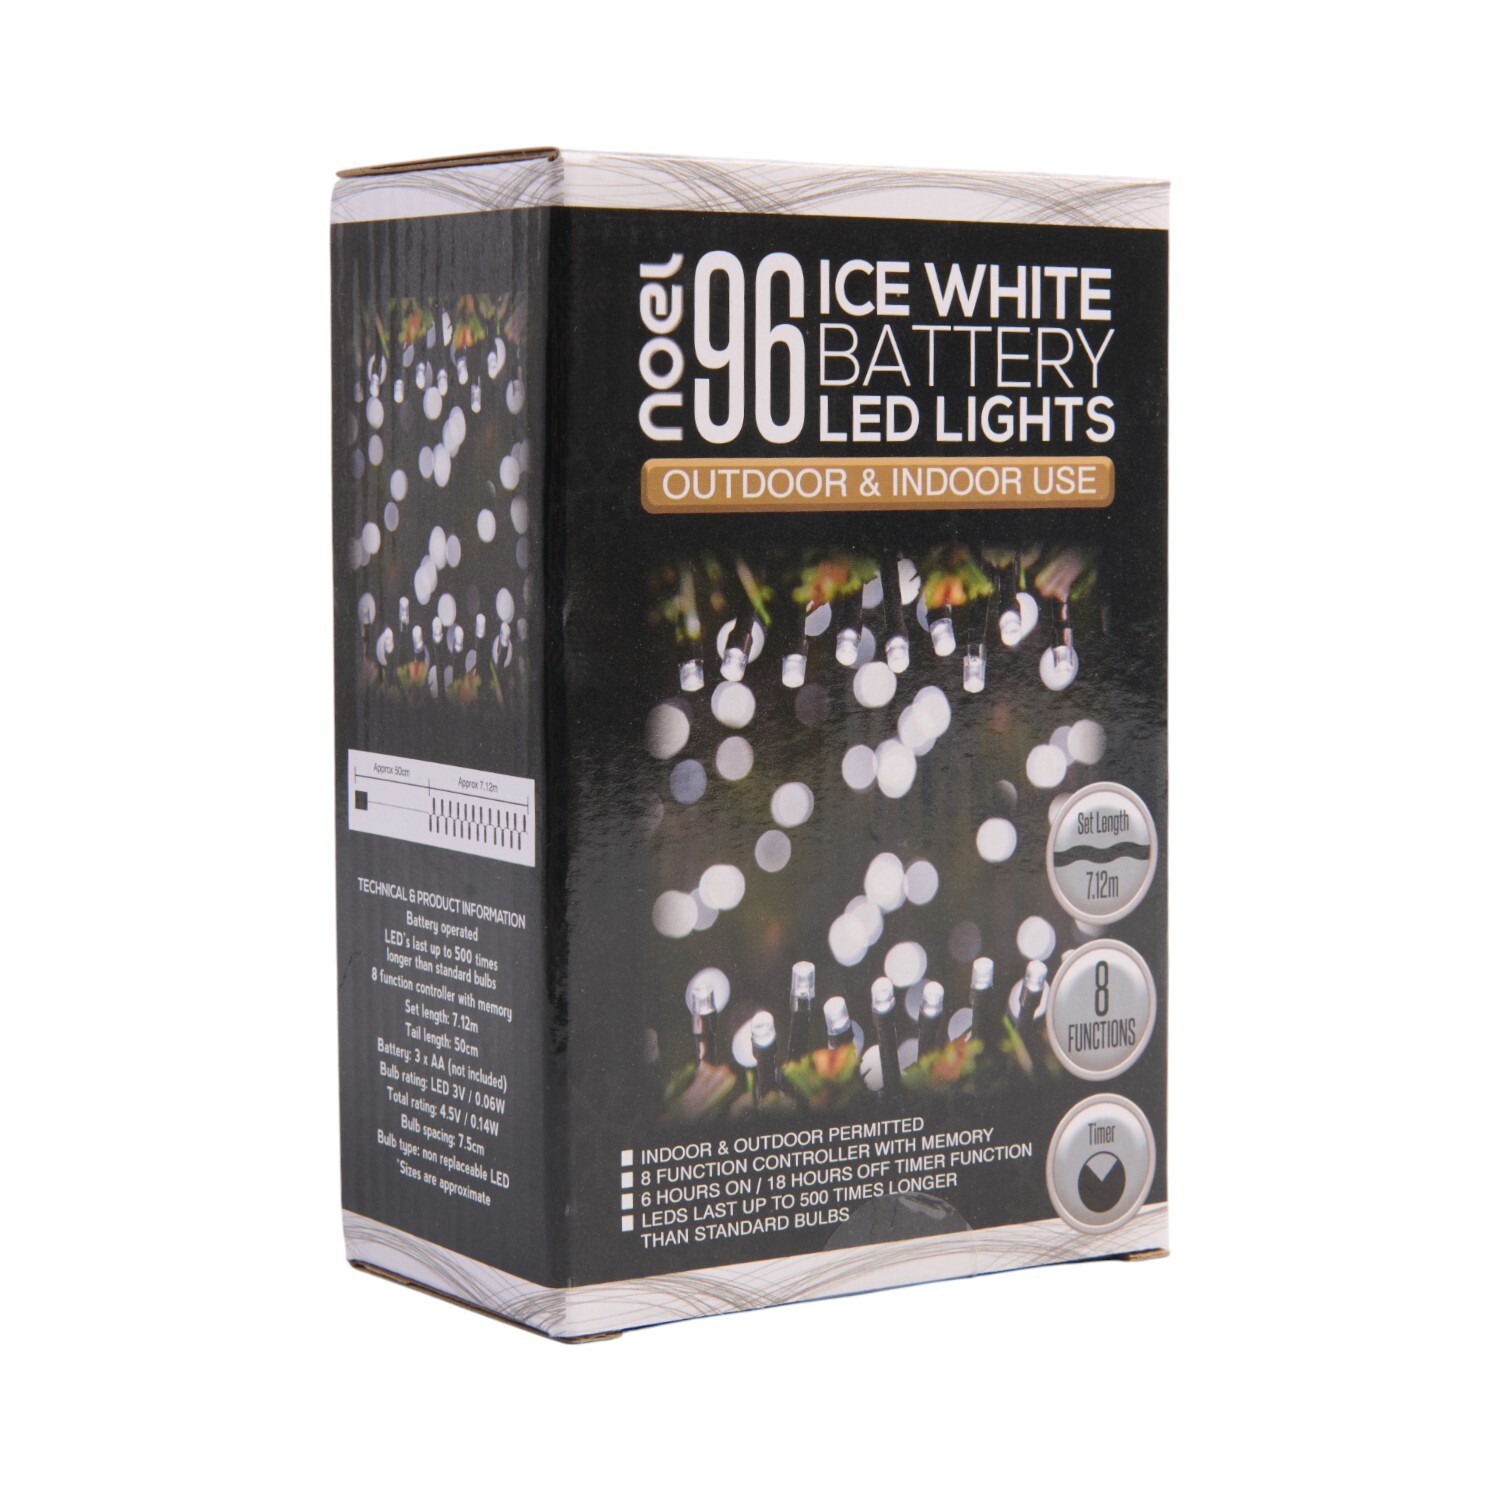 noel
96
ICE WHITE
BATTERY
LED LIGHTS
OUTDOOR & INDOOR USE
Set Length
7.12m
8
FUNCTIONS
Timer
INDOOR & OUTDOOR PERMITTED
8 FUNCTION CONTROLLER WITH MEMORY
6 HOURS ON / 18 HOURS OFF TIMER FUNCTION
LEDS LAST UP TO 500 TIMES LONGER
THAN STANDARD BULBS
Approx 50cm
Approx 7.12m
TECHNICAL & PRODUCT INFORMATION
Battery operated
LED's last up to 500 times
longer than standard bulbs
8 function controller with memory
Set length: 7.12m
Tail length: 50cm
Battery: 3 x AA (not included)
Bulb rating: LED 3V / 0.06W
Total rating: 4.5V / 0.14W
Bulb spacing: 7.5cm
Bulb type: non replaceable LED
*Sizes are approximate